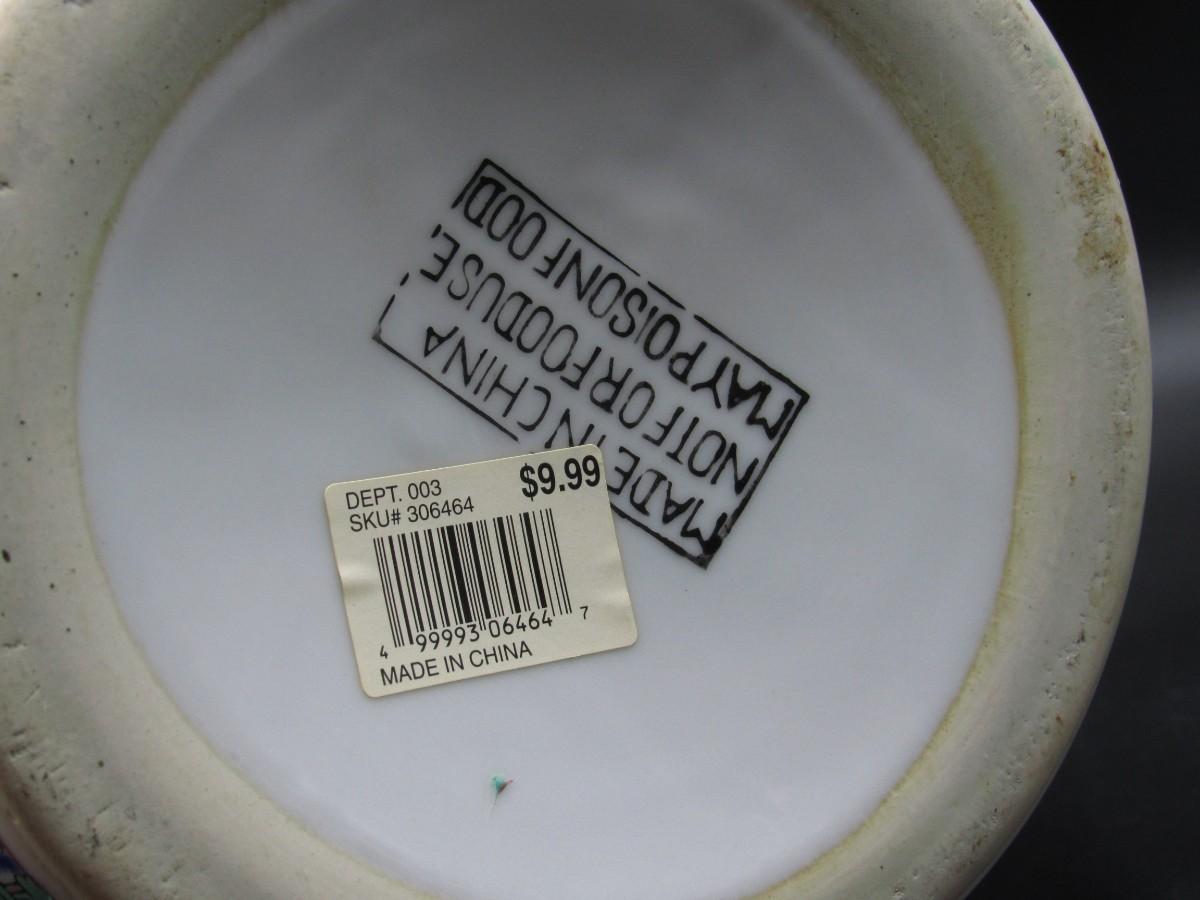 MADE IN CHINA
NOT FOR FOOD USE.
MAY POISON FOOD
DEPT. 003
$9.99
SKU# 306464
4 99993 06464 7
MADE IN CHINA